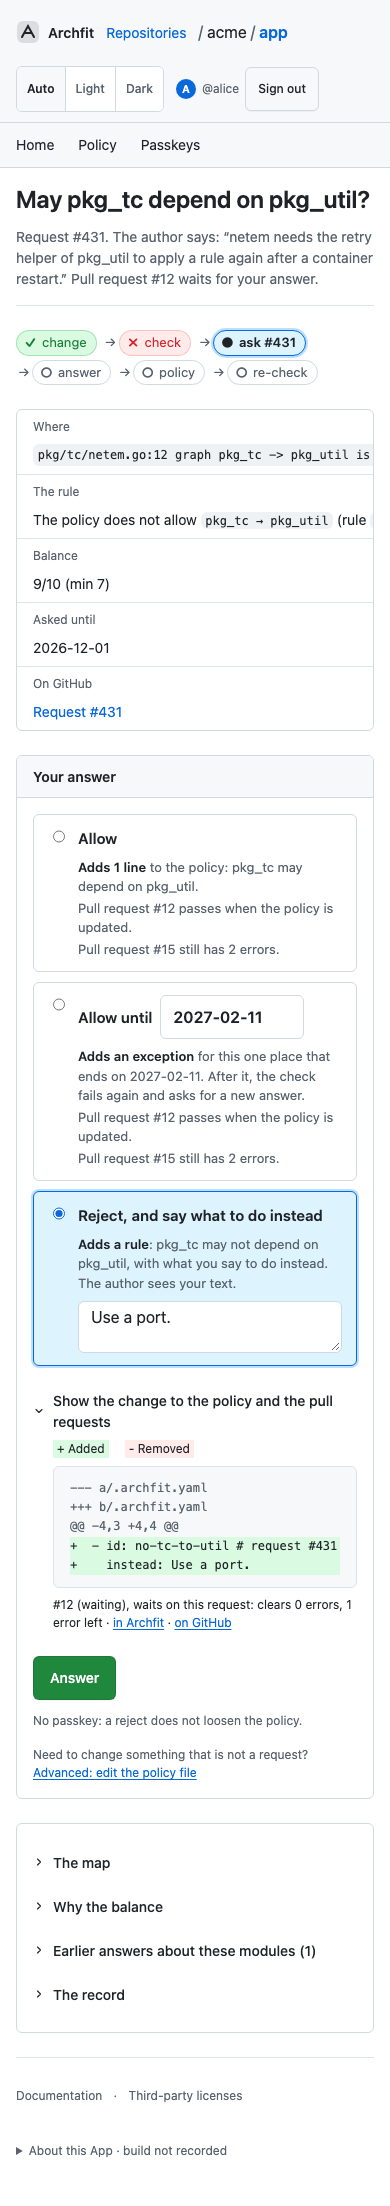 Archfit Repositories / acme / app
Auto Light Dark A @alice Sign out
Home Policy Passkeys
May pkg_tc depend on pkg_util?
Request #431. The author says: “netem needs the retry
helper of pkg_util to apply a rule again after a container
restart.” Pull request #12 waits for your answer.
change → check → ask #431
→ answer → policy → re-check
Where
pkg/tc/netem.go:12 graph pkg_tc —> pkg_util is
The rule
The policy does not allow pkg_tc → pkg_util (rule
Balance
9/10 (min 7)
Asked until
2026-12-01
On GitHub
Request #431
Your answer
Allow
Adds 1 line to the policy: pkg_tc may
depend on pkg_util.
Pull request #12 passes when the policy is
updated.
Pull request #15 still has 2 errors.
Allow until 2027-02-11
Adds an exception for this one place that
ends on 2027-02-11. After it, the check
fails again and asks for a new answer.
Pull request #12 passes when the policy is
updated.
Pull request #15 still has 2 errors.
Reject, and say what to do instead
Adds a rule: pkg_tc may not depend on
pkg_util, with what you say to do instead.
The author sees your text.
Use a port.
Show the change to the policy and the pull
requests
+ Added - Removed
--- a/.archfit.yaml
+++ b/.archfit.yaml
@@ -4,3 +4,4 @@
+ - id: no-tc-to-util # request #431
+ instead: Use a port.
#12 (waiting), waits on this request: clears 0 errors, 1
error left · in Archfit · on GitHub
Answer
No passkey: a reject does not loosen the policy.
Need to change something that is not a request?
Advanced: edit the policy file
The map
Why the balance
Earlier answers about these modules (1)
The record
Documentation · Third-party licenses
About this App · build not recorded